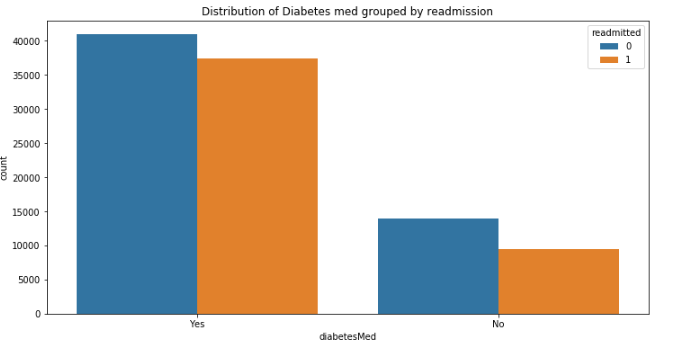 Distribution of Diabetes med grouped by readmission
readmitted
0
1
40000
35000
30000
25000
20000
15000
10000
5000
0
count
Yes
No
diabetesMed